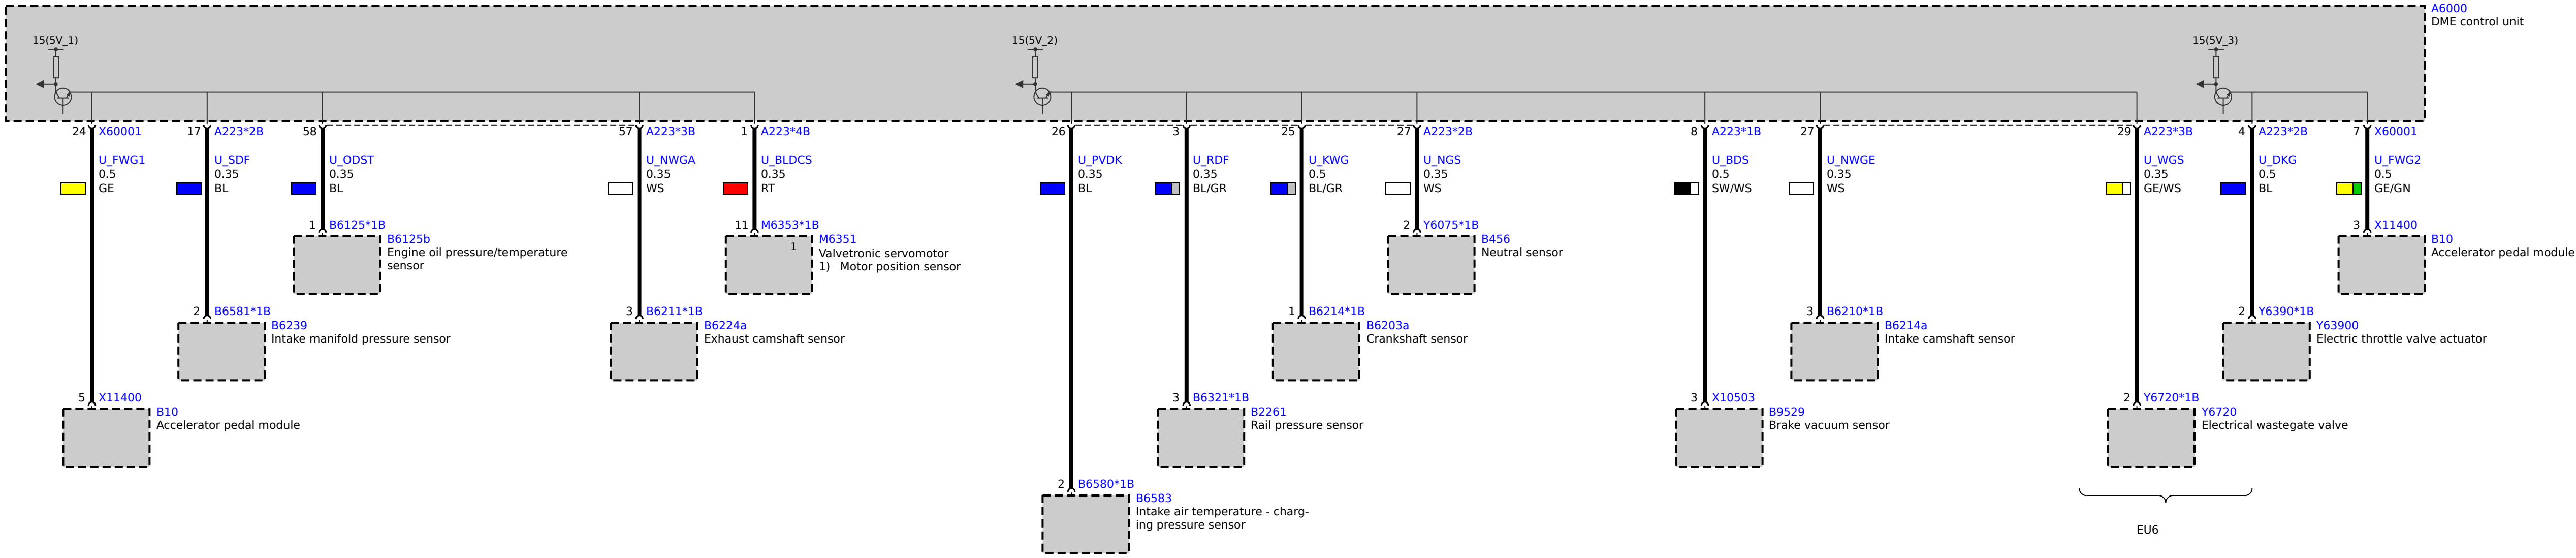 A6000
DME control unit
15(5V_1)
15(5V_2)
15(5V_3)
24 X60001
17 A223*2B
58
57 A223*3B
1 A223*4B
26
3
25
27 A223*2B
8 A223*1B
27
29 A223*3B
4 A223*2B
7 X60001
U_FWG1
0.5
GE
U_SDF
0.35
BL
U_ODST
0.35
BL
U_NWGA
0.35
WS
U_BLDCS
0.35
RT
U_PVDK
0.35
BL
U_RDF
0.35
BL/GR
U_KWG
0.5
BL/GR
U_NGS
0.35
WS
U_BDS
0.5
SW/WS
U_NWGE
0.35
WS
U_WGS
0.35
GE/WS
U_DKG
0.5
BL
U_FWG2
0.5
GE/GN
1 B6125*1B
B6125b
Engine oil pressure/temperature
sensor
11 M6353*1B
1
M6351
Valvetronic servomotor
1) Motor position sensor
2 Y6075*1B
B456
Neutral sensor
3 X11400
B10
Accelerator pedal module
2 B6581*1B
B6239
Intake manifold pressure sensor
3 B6211*1B
B6224a
Exhaust camshaft sensor
1 B6214*1B
B6203a
Crankshaft sensor
3 B6210*1B
B6214a
Intake camshaft sensor
2 Y6390*1B
Y63900
Electric throttle valve actuator
5 X11400
B10
Accelerator pedal module
3 B6321*1B
B2261
Rail pressure sensor
3 X10503
B9529
Brake vacuum sensor
2 Y6720*1B
Y6720
Electrical wastegate valve
2 B6580*1B
B6583
Intake air temperature - charg-
ing pressure sensor
EU6